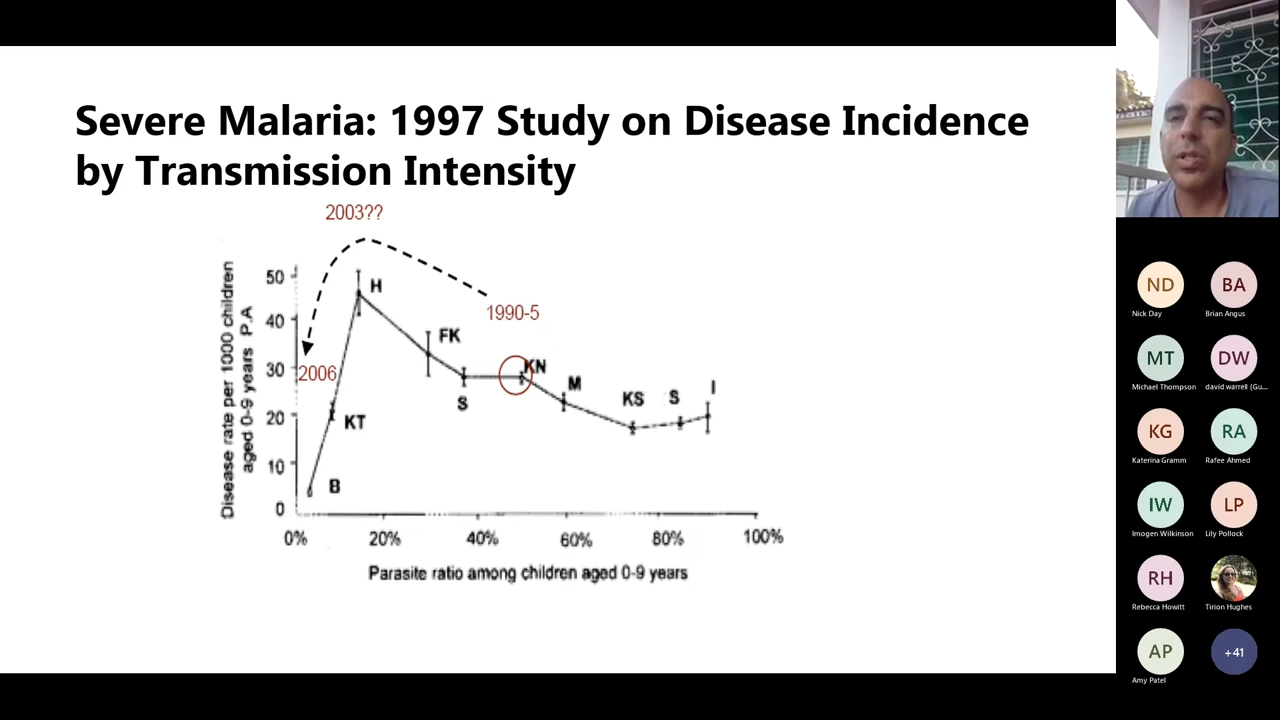 Severe Malaria: 1997 Study on Disease Incidence
by Transmission Intensity
2003??
1990-5
2006
Disease rate per 1000 children
aged 0-9 years P.A
50
40
30
20
10
0
H
FK
S
KN
M
KS
S
I
KT
B
0%
20%
40%
60%
80%
100%
Parasite ratio among children aged 0-9 years
ND
Nick Day
BA
Brian Angus
MT
Michael Thompson
DW
david warrell (Gu...
KG
Katerina Gramm
RA
Rafee Ahmed
IW
Imogen Wilkinson
LP
Lily Pollock
RH
Rebecca Howitt
Tirion Hughes
AP
Amy Patel
+41